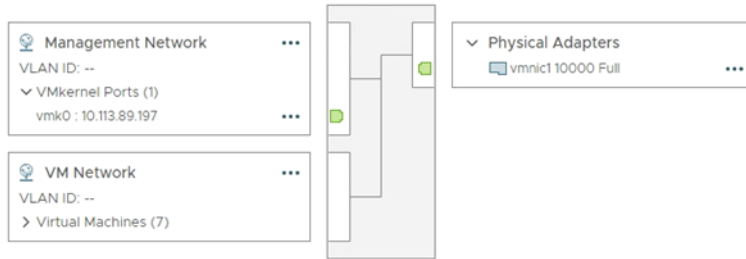 Management Network
VLAN ID: --
VMkernel Ports (1)
vmk0 : 10.113.89.197
VM Network
VLAN ID: --
Virtual Machines (7)
Physical Adapters
vmnic1 10000 Full